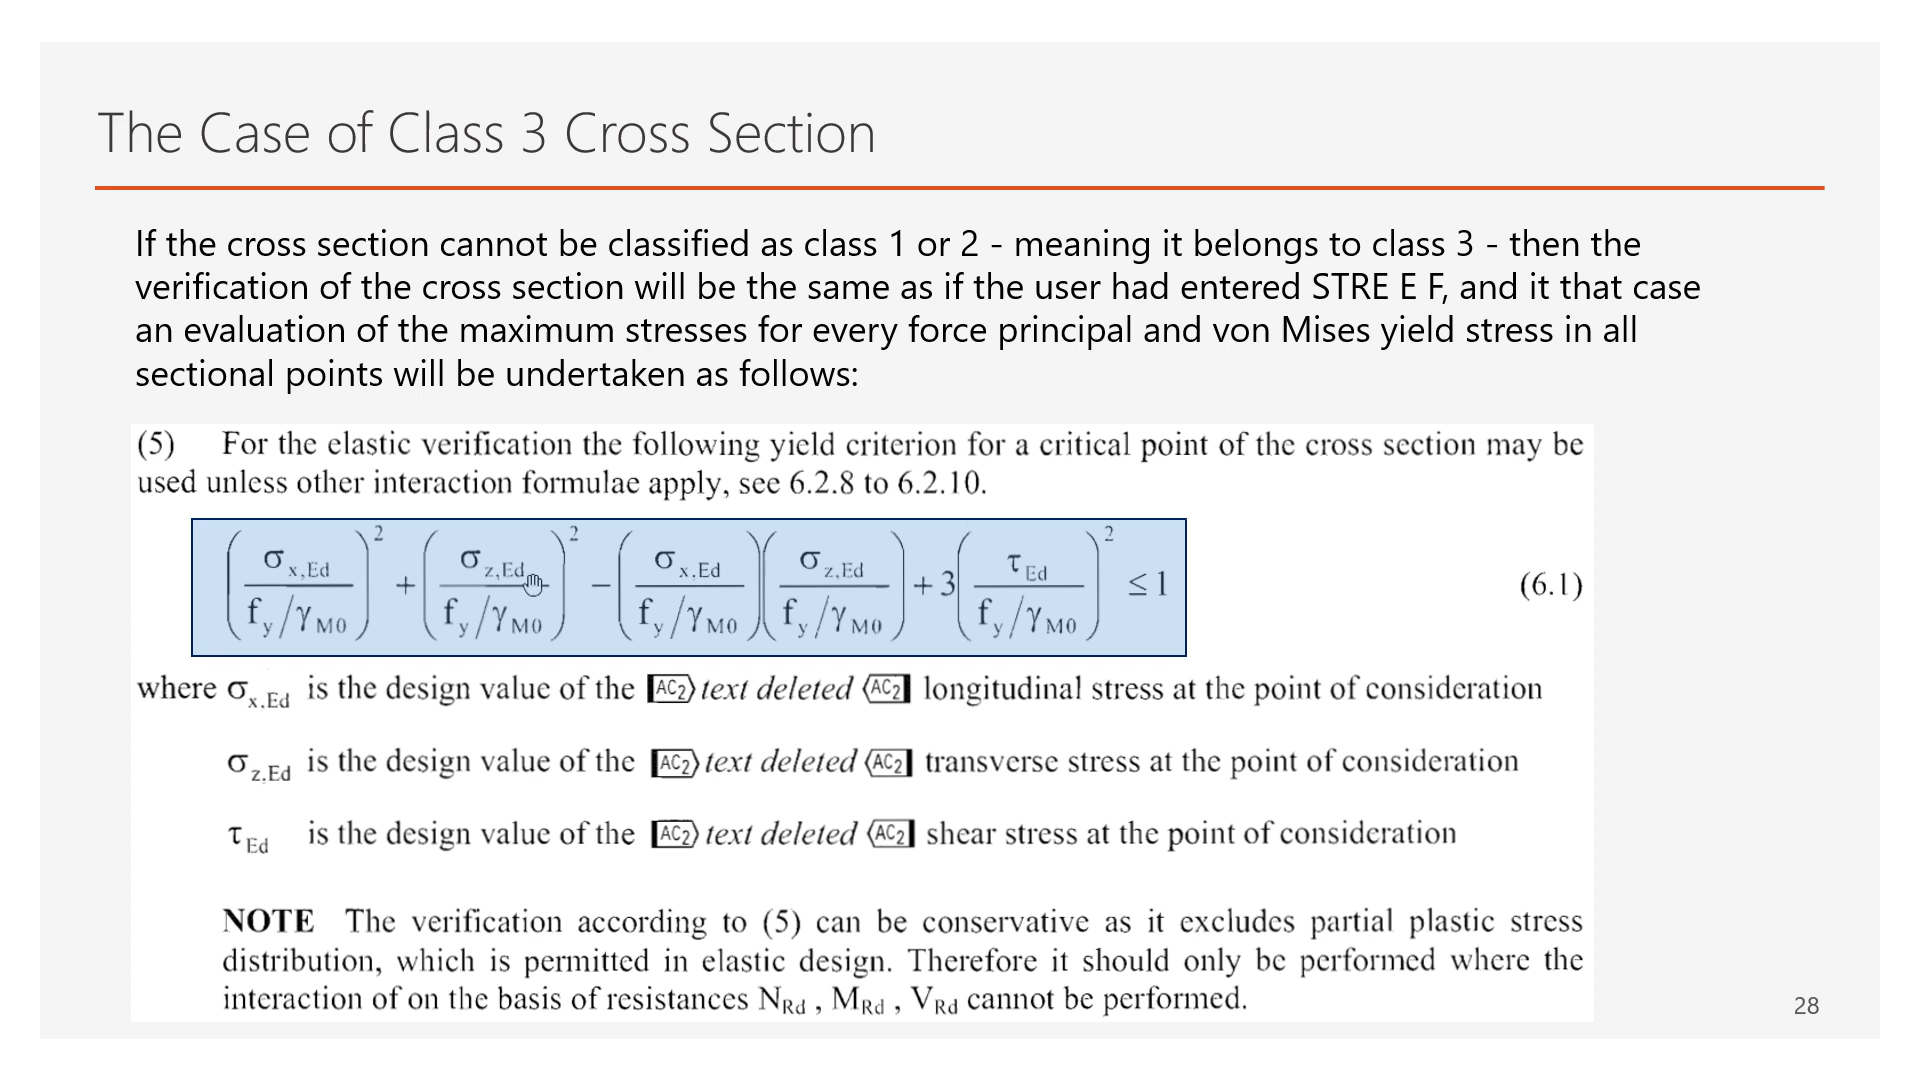 The Case of Class 3 Cross Section
If the cross section cannot be classified as class 1 or 2 - meaning it belongs to class 3 - then the
verification of the cross section will be the same as if the user had entered STRE E F, and it that case
an evaluation of the maximum stresses for every force principal and von Mises yield stress in all
sectional points will be undertaken as follows:
(5) For the elastic verification the following yield criterion for a critical point of the cross section may be
used unless other interaction formulae apply, see 6.2.8 to 6.2.10.
(σx,Ed / (fy/γM0))² + (σz,Ed / (fy/γM0))² − (σx,Ed / (fy/γM0)) (σz,Ed / (fy/γM0)) + 3 (τEd / (fy/γM0))² ≤ 1 (6.1)
where σx,Ed is the design value of the AC2 text deleted AC2 longitudinal stress at the point of consideration
σz,Ed is the design value of the AC2 text deleted AC2 transverse stress at the point of consideration
τEd is the design value of the AC2 text deleted AC2 shear stress at the point of consideration
NOTE The verification according to (5) can be conservative as it excludes partial plastic stress
distribution, which is permitted in elastic design. Therefore it should only be performed where the
interaction of on the basis of resistances NRd , MRd , VRd cannot be performed.
28